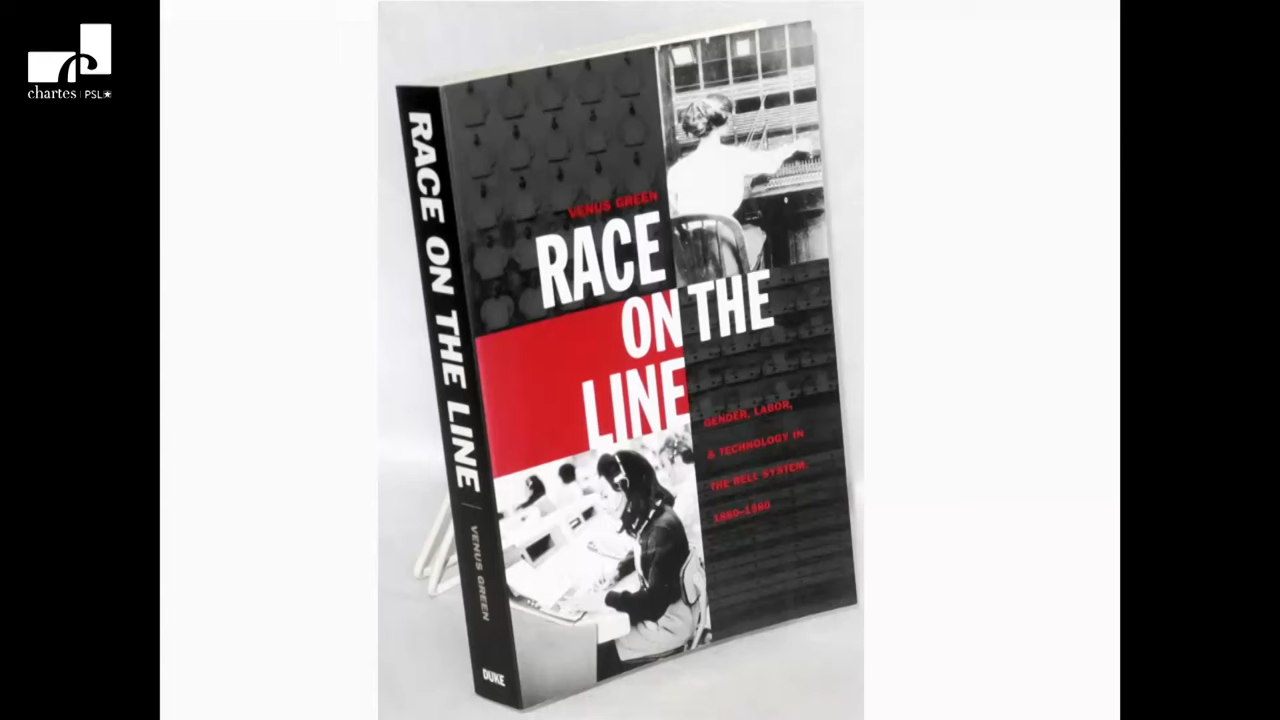 chartes | PSL★
RACE ON THE LINE
VENUS GREEN
DUKE
VENUS GREEN
RACE
ON THE
LINE
GENDER, LABOR,
& TECHNOLOGY IN
THE BELL SYSTEM,
1880–1980